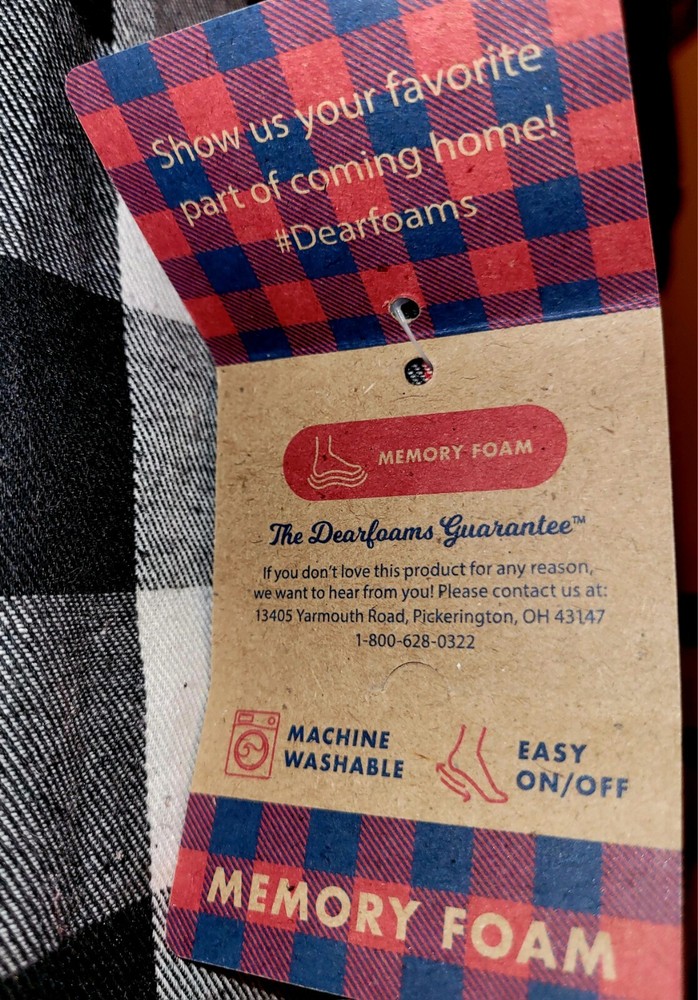 Show us your favorite
part of coming home!
#Dearfoams
MEMORY FOAM
The Dearfoams Guarantee™
If you don't love this product for any reason,
we want to hear from you! Please contact us at:
13405 Yarmouth Road, Pickerington, OH 43147
1-800-628-0322
MACHINE
WASHABLE
EASY
ON/OFF
MEMORY FOAM